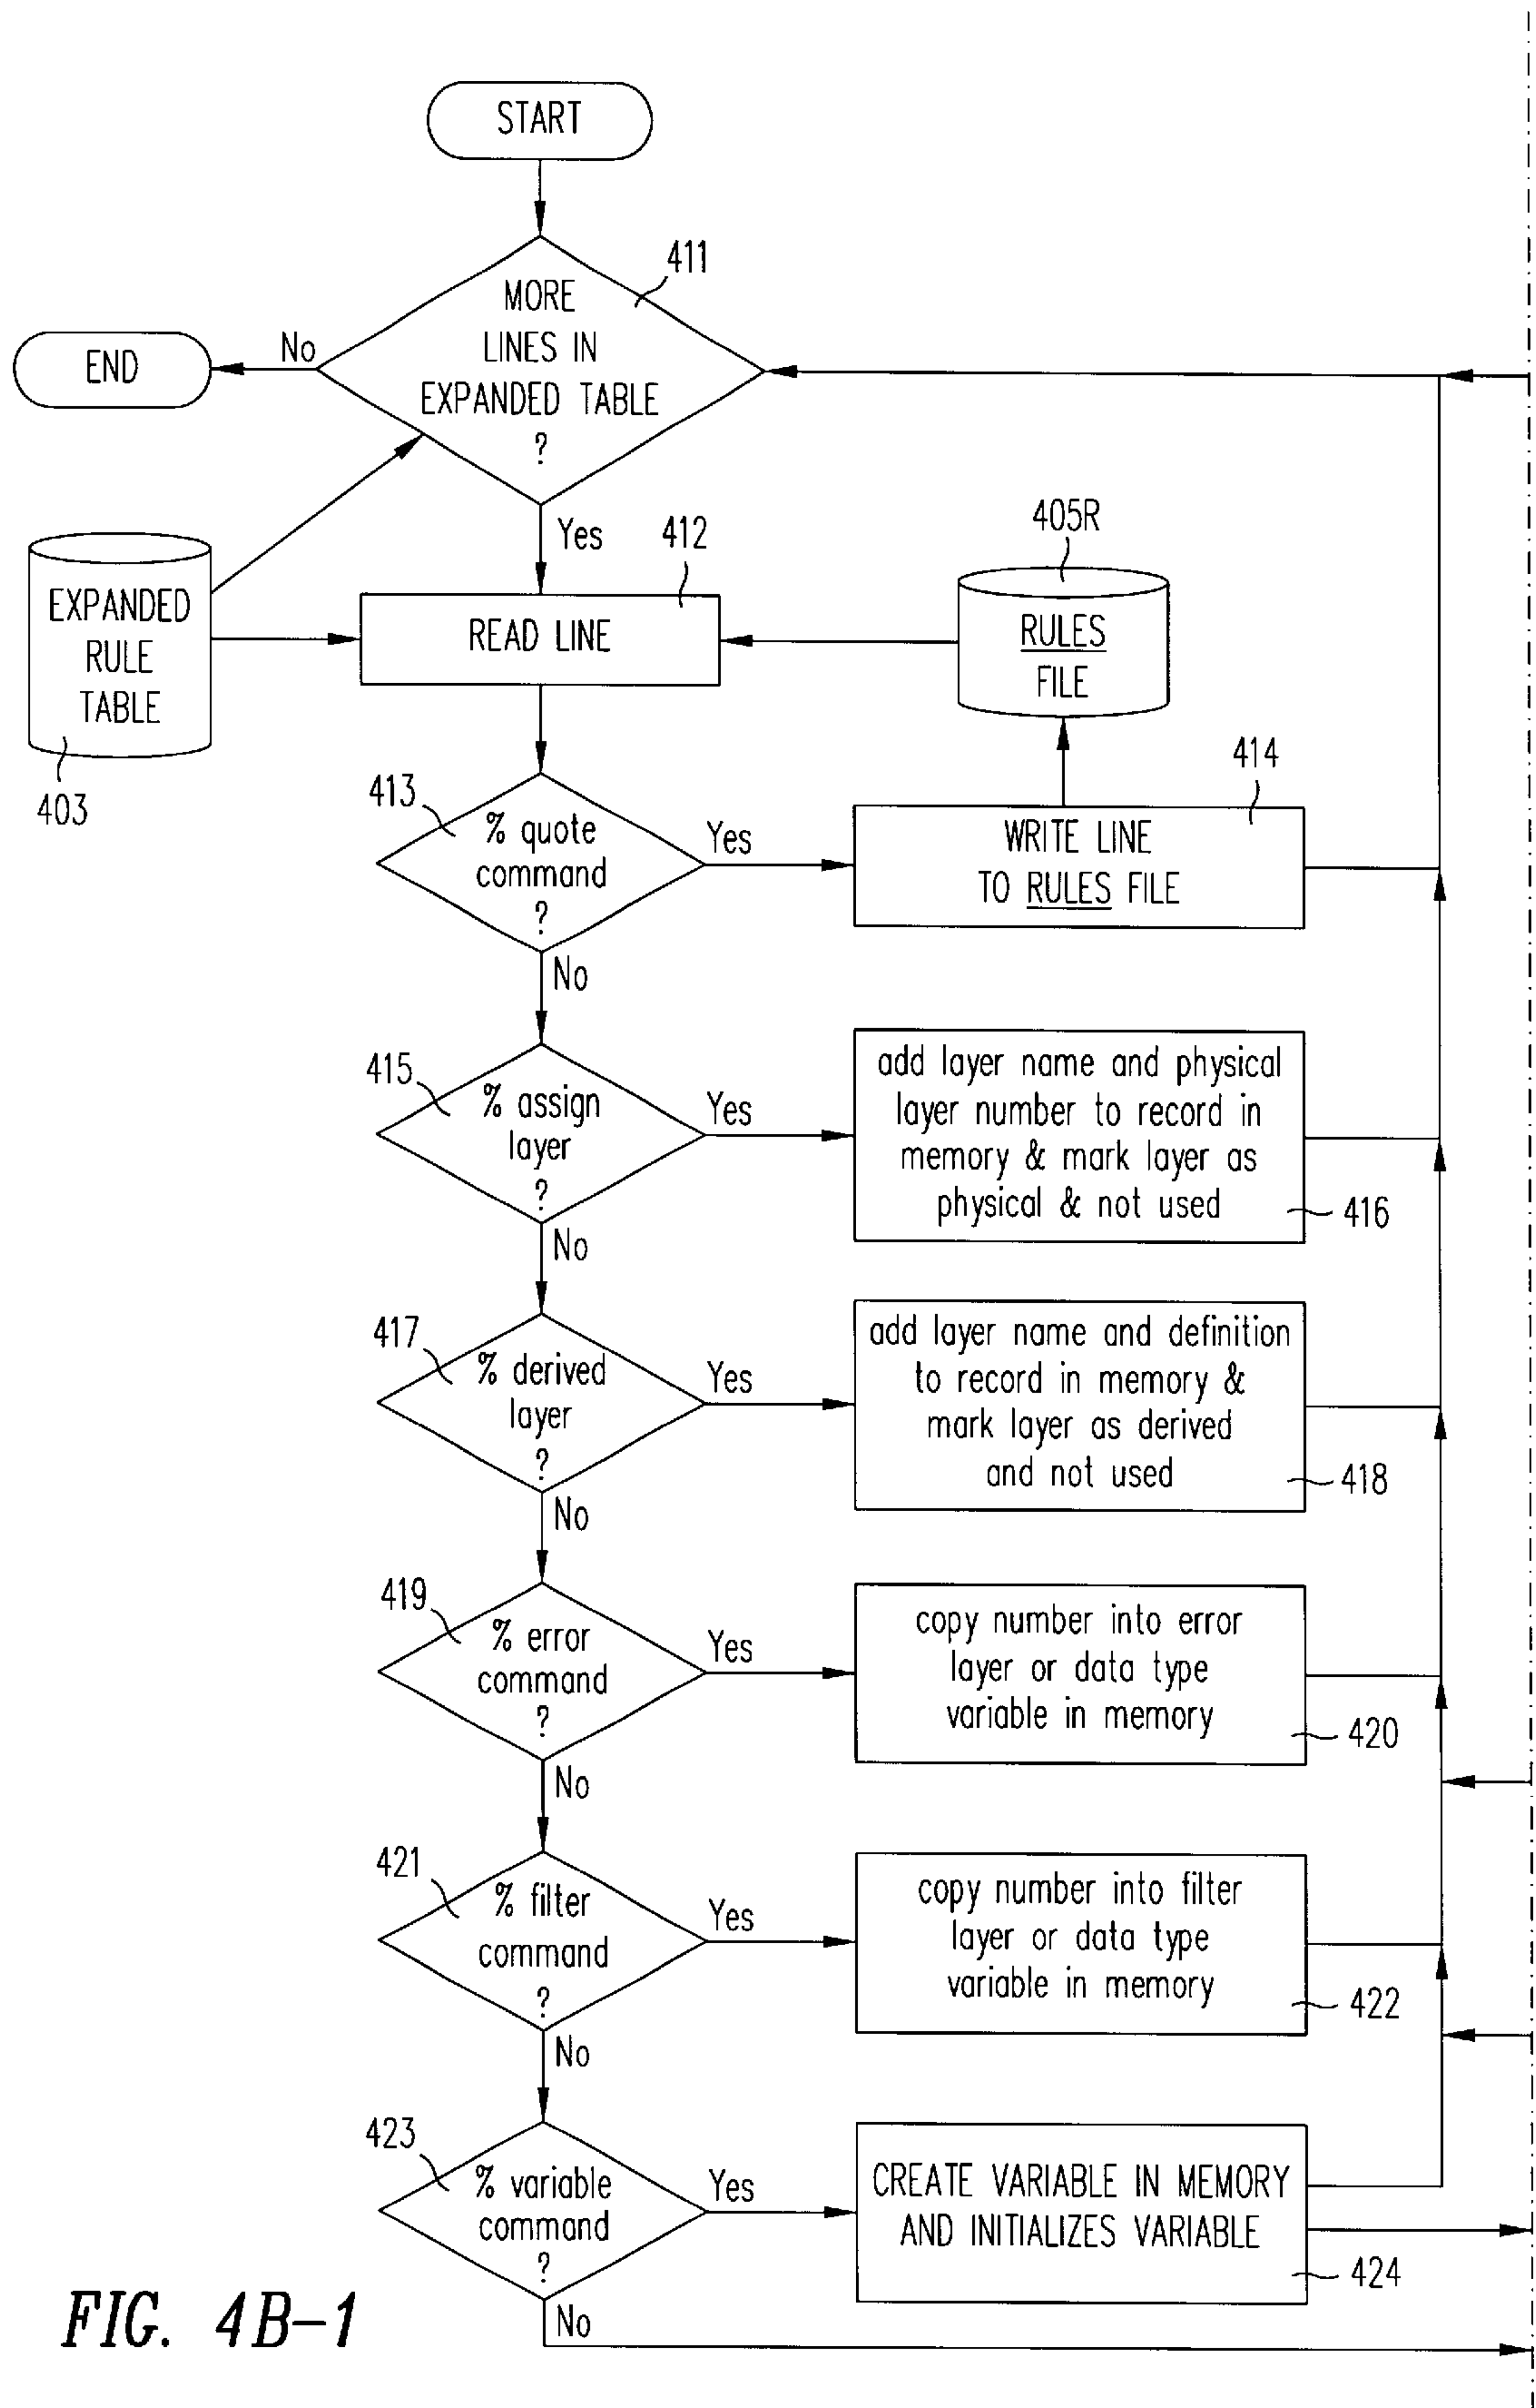 START
411
MORE
LINES IN
EXPANDED TABLE
?
No
END
Yes
412
405R
EXPANDED
RULE
TABLE
403
READ LINE
RULES
FILE
413
% quote
command
?
Yes
414
WRITE LINE
TO RULES FILE
No
415
% assign
layer
?
Yes
add layer name and physical
layer number to record in
memory & mark layer as
physical & not used
416
No
417
% derived
layer
?
Yes
add layer name and definition
to record in memory &
mark layer as derived
and not used
418
No
419
% error
command
?
Yes
copy number into error
layer or data type
variable in memory
420
No
421
% filter
command
?
Yes
copy number into filter
layer or data type
variable in memory
422
No
423
% variable
command
?
Yes
CREATE VARIABLE IN MEMORY
AND INITIALIZES VARIABLE
424
No
FIG. 4B-1